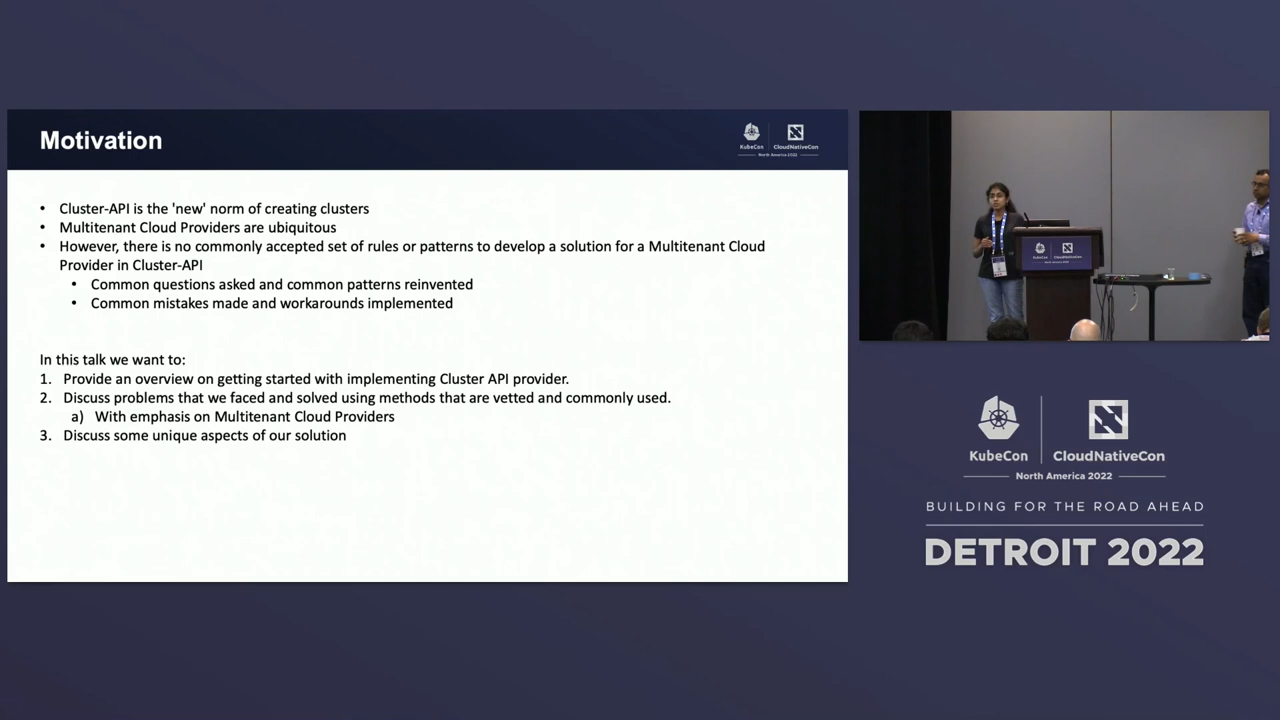 Motivation
KubeCon
CloudNativeCon
North America 2022
• Cluster-API is the 'new' norm of creating clusters
• Multitenant Cloud Providers are ubiquitous
• However, there is no commonly accepted set of rules or patterns to develop a solution for a Multitenant Cloud
Provider in Cluster-API
• Common questions asked and common patterns reinvented
• Common mistakes made and workarounds implemented
In this talk we want to:
1. Provide an overview on getting started with implementing Cluster API provider.
2. Discuss problems that we faced and solved using methods that are vetted and commonly used.
a) With emphasis on Multitenant Cloud Providers
3. Discuss some unique aspects of our solution
KubeCon
CloudNativeCon
North America 2022
BUILDING FOR THE ROAD AHEAD
DETROIT 2022